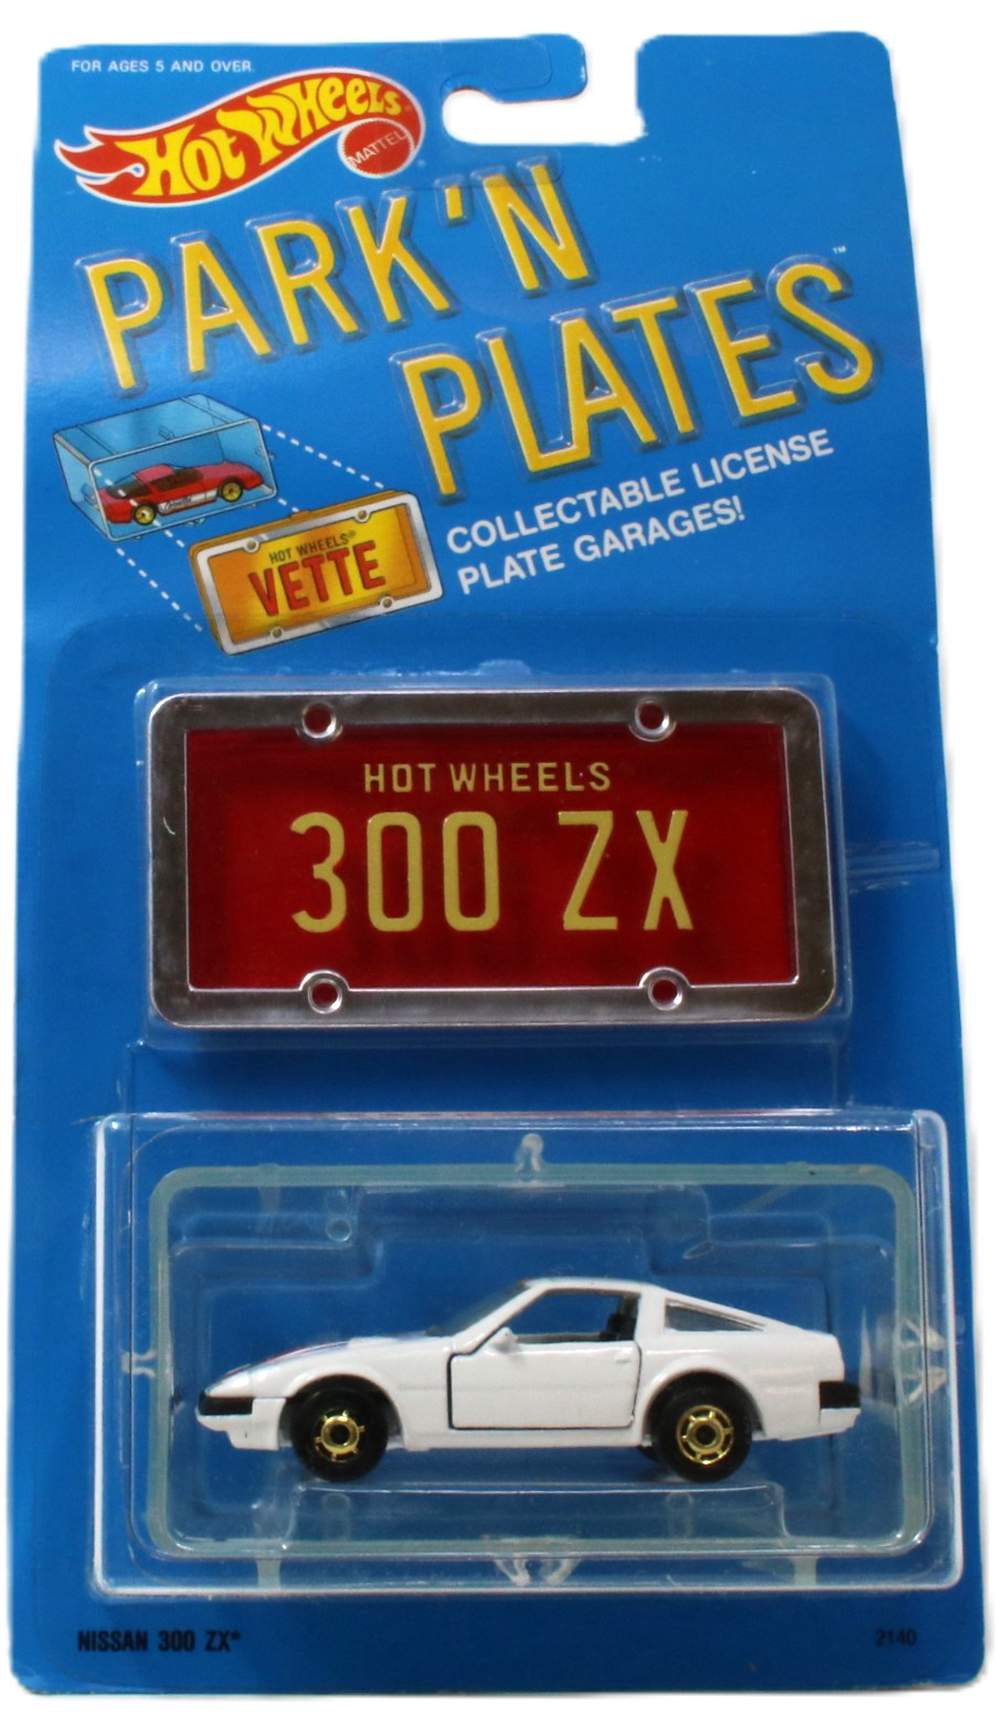 FOR AGES 5 AND OVER
HOT WHEELS
MATTEL
PARK'N
PLATES™
COLLECTABLE LICENSE
PLATE GARAGES!
HOT WHEELS®
VETTE
HOT WHEELS
300 ZX
NISSAN 300 ZX*
2140